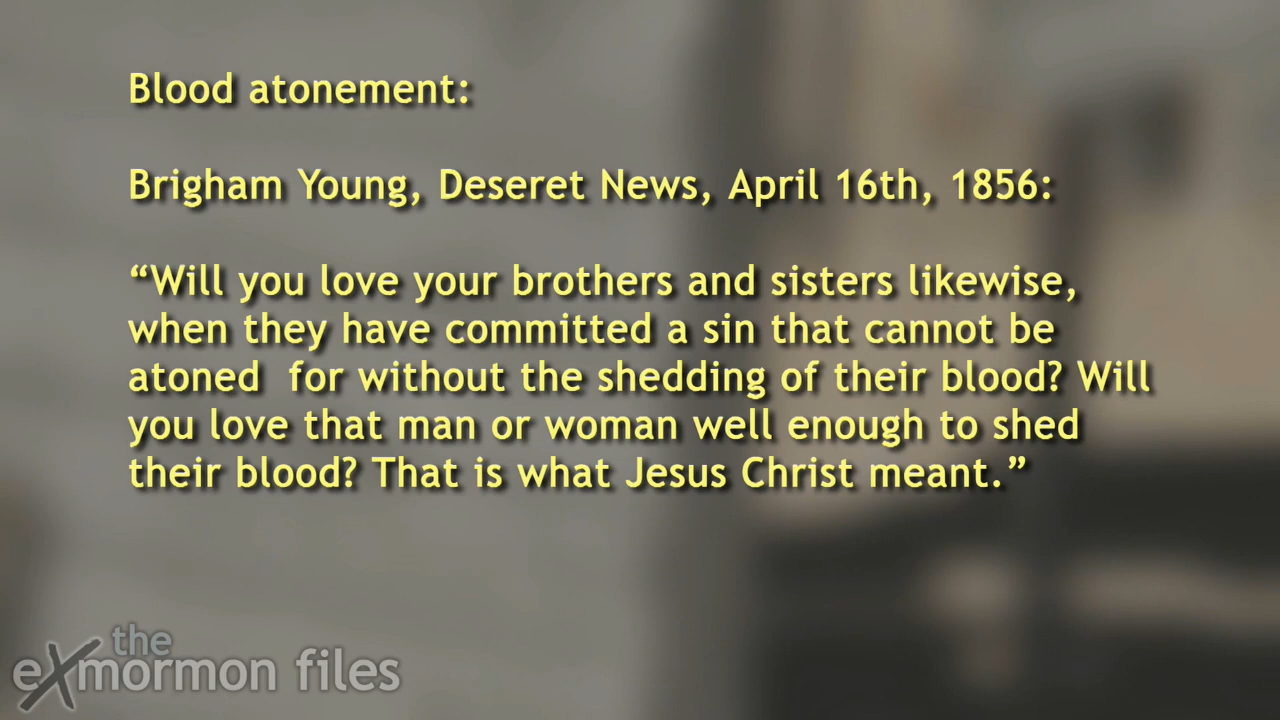 Blood atonement:
Brigham Young, Deseret News, April 16th, 1856:
“Will you love your brothers and sisters likewise,
when they have committed a sin that cannot be
atoned  for without the shedding of their blood? Will
you love that man or woman well enough to shed
their blood? That is what Jesus Christ meant.”
the
exmormon files